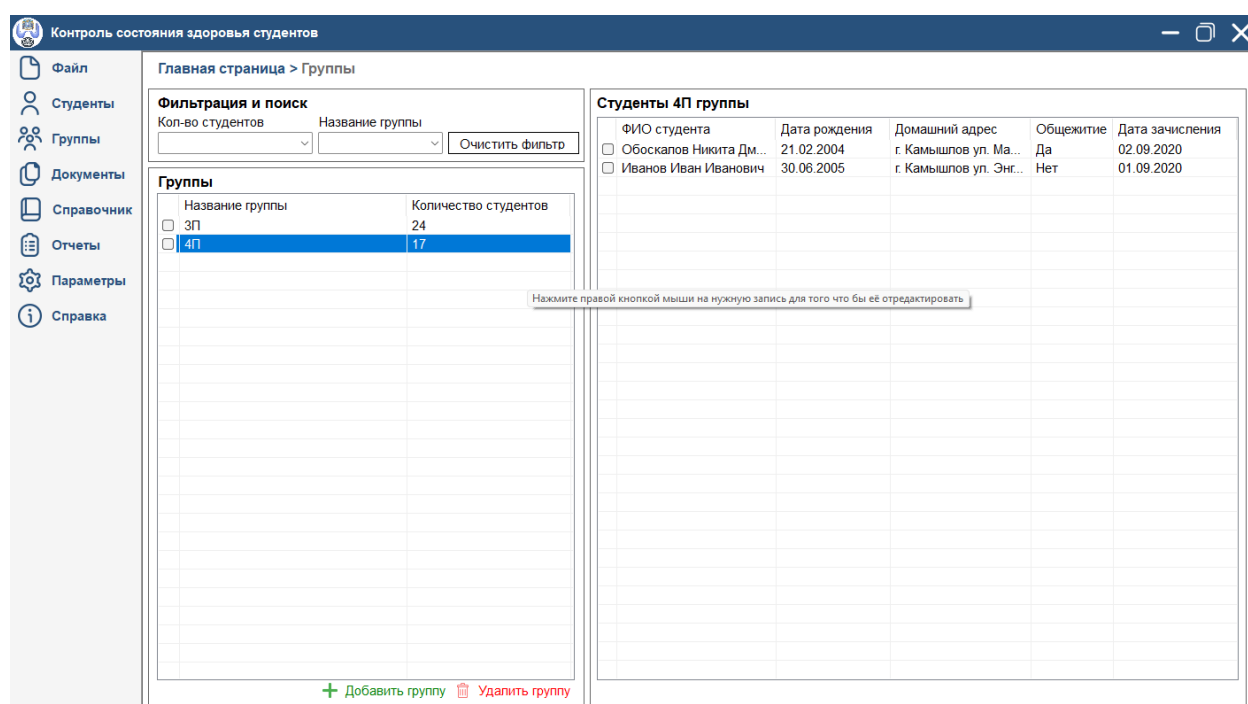 Контроль состояния здоровья студентов
Файл
Студенты
Группы
Документы
Справочник
Отчеты
Параметры
Справка
Главная страница > Группы
Фильтрация и поиск
Кол-во студентов Название группы
Очистить фильтр
Группы
Название группы Количество студентов
3П 24
4П 17
Добавить группу Удалить группу
Студенты 4П группы
ФИО студента Дата рождения Домашний адрес Общежитие Дата зачисления
Обоскалов Никита Дм... 21.02.2004 г. Камышлов ул. Ма... Да 02.09.2020
Иванов Иван Иванович 30.06.2005 г. Камышлов ул. Энг... Нет 01.09.2020
Нажмите правой кнопкой мыши на нужную запись для того что бы её отредактировать